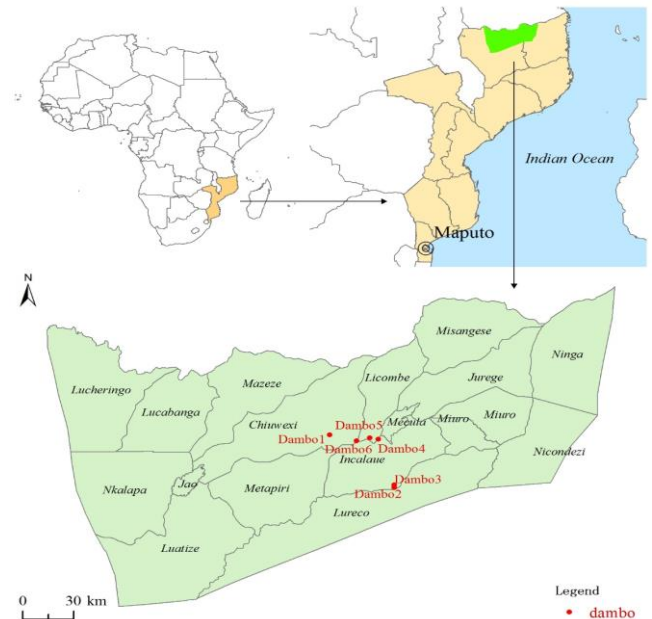 Indian Ocean
Maputo
N
Misangese
Ninga
Lucheringo
Lucabanga
Mazeze
Licombe
Jurege
Chiuwexi
Dambo5
Mecula
Miuro
Miuro
Dambo1
Dambo6
Dambo4
Nicondezi
Incalaue
Nkalapa
Jao
Metapiri
Dambo3
Dambo2
Lureco
Luatize
0 30 km
Legend
dambo